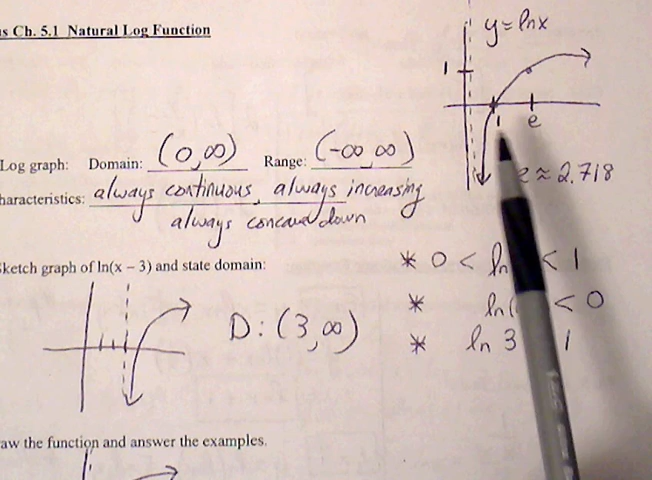 s Ch. 5.1 Natural Log Function
y = lnx
1
1 e
≈ 2.718
Log graph: Domain: (0,∞) Range: (-∞,∞)
haracteristics: always continuous, always increasing
always concave down
Sketch graph of ln(x – 3) and state domain:
D: (3,∞)
* 0 < ln < 1
* ln( < 0
* ln 3 1
aw the function and answer the examples.